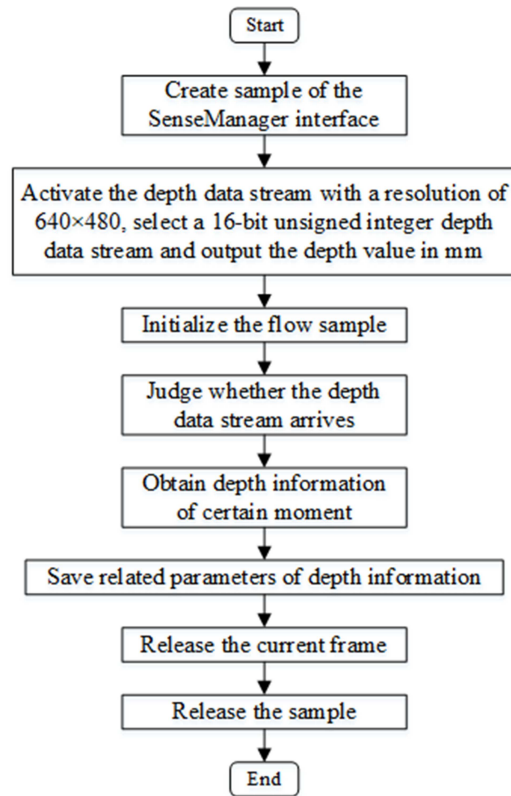 Start
Create sample of the
SenseManager interface
Activate the depth data stream with a resolution of
640×480, select a 16-bit unsigned integer depth
data stream and output the depth value in mm
Initialize the flow sample
Judge whether the depth
data stream arrives
Obtain depth information
of certain moment
Save related parameters of depth information
Release the current frame
Release the sample
End